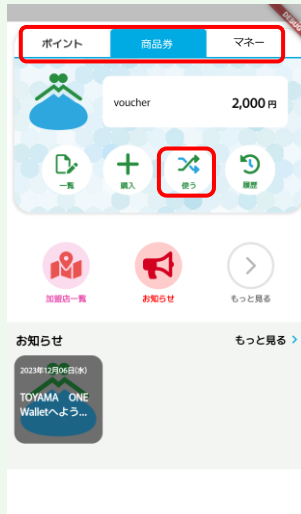 DEBUG
ポイント 商品券 マネー
voucher 2,000 円
一覧 購入 使う 履歴
加盟店一覧 お知らせ もっと見る
お知らせ もっと見る
2023年12月06日(水)
TOYAMA ONE
Walletへよう...